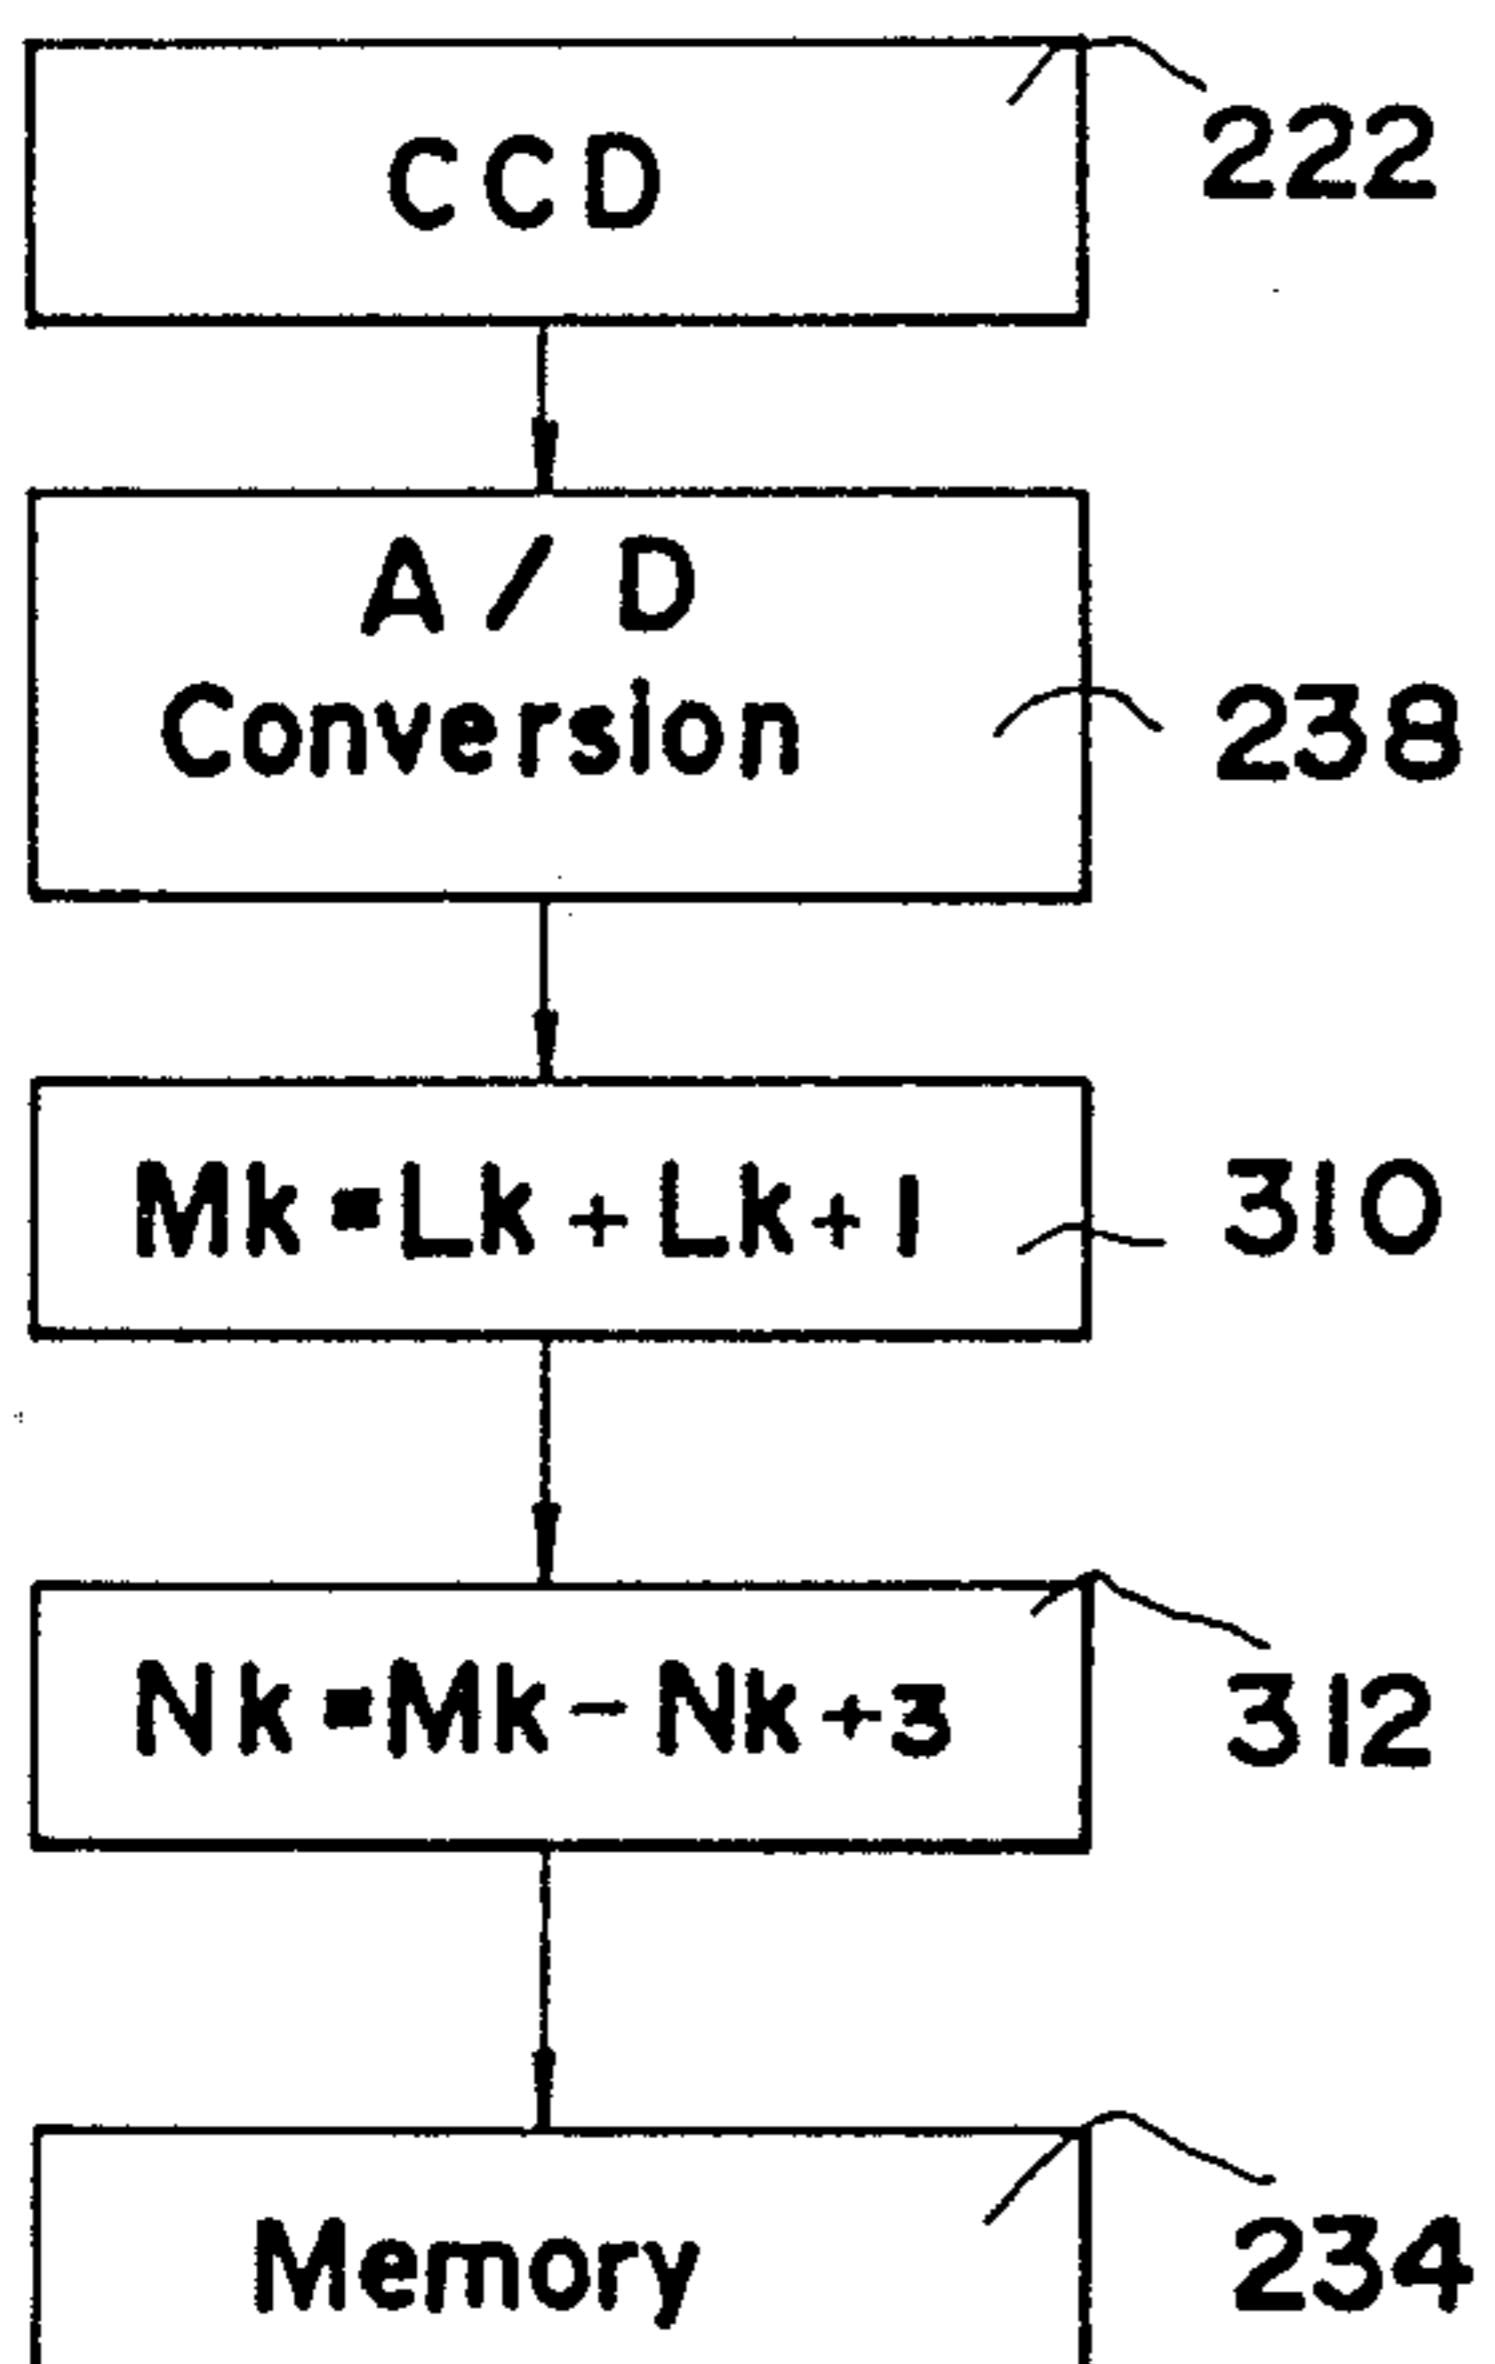 CCD
222
A/D
Conversion
238
Mk=Lk+Lk+1
310
Nk=Mk-Nk+3
312
Memory
234